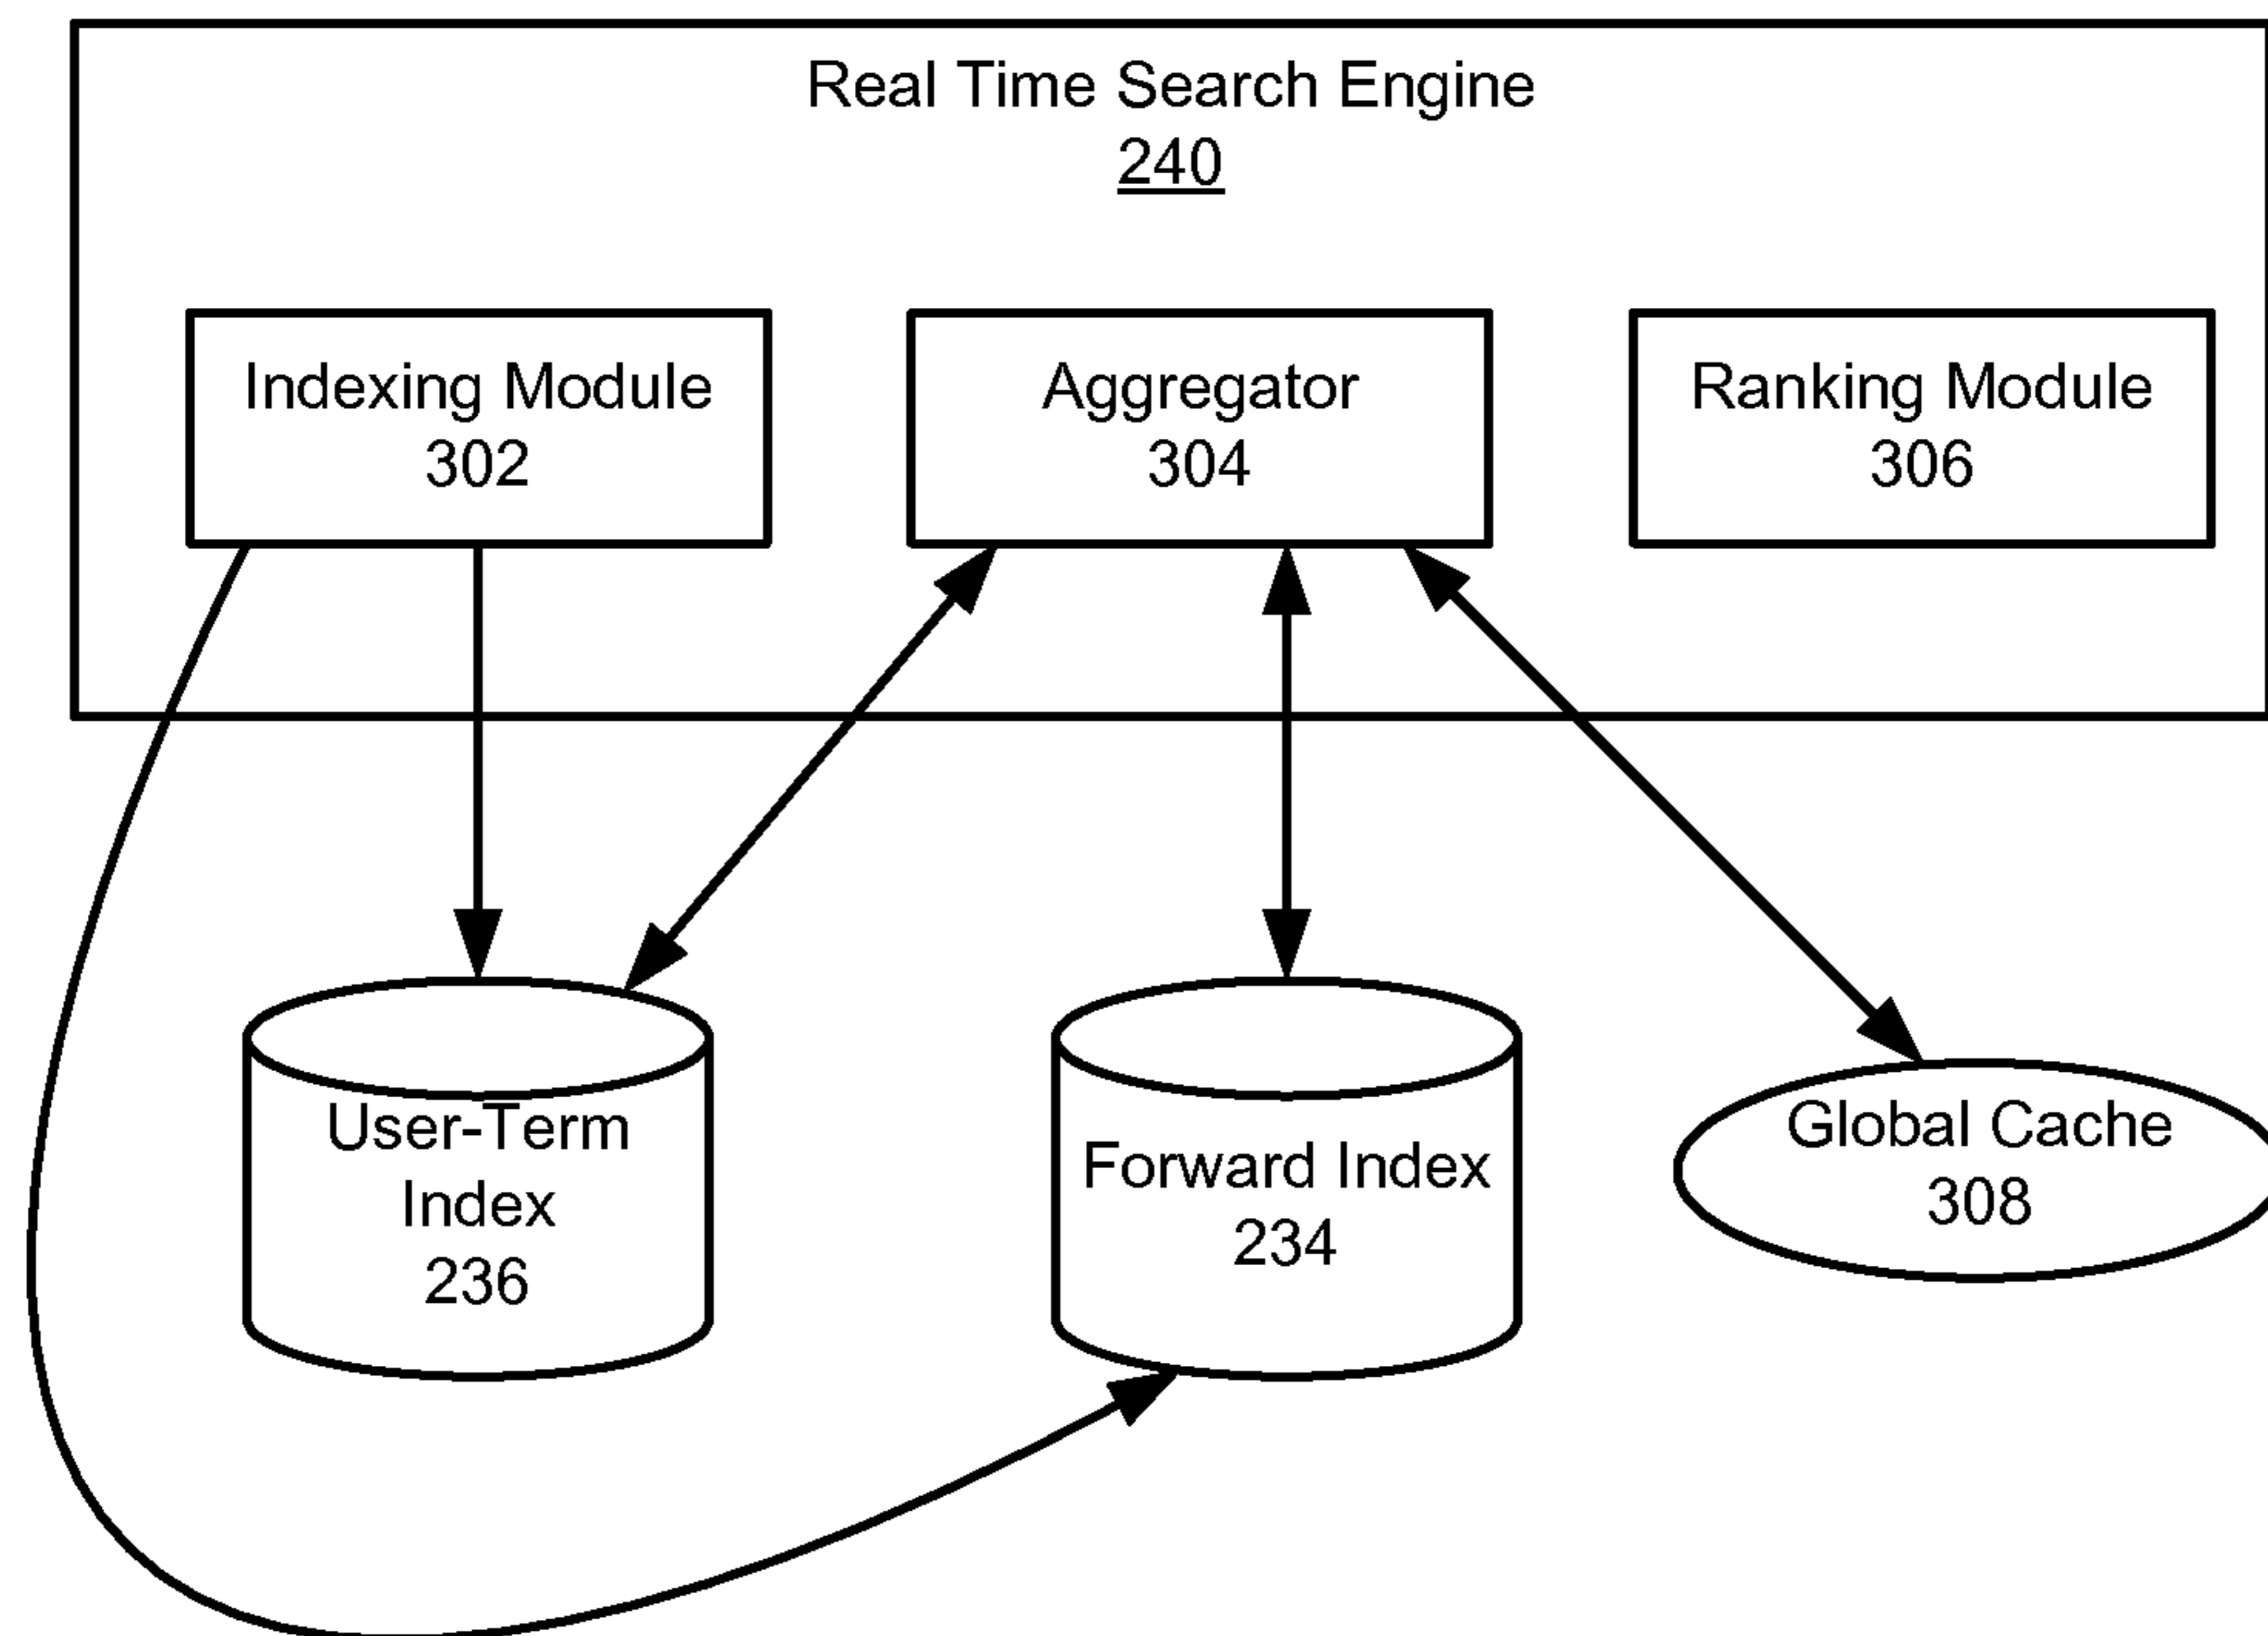 Real Time Search Engine
240
Indexing Module
302
Aggregator
304
Ranking Module
306
User-Term
Index
236
Forward Index
234
Global Cache
308